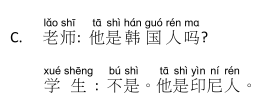 lǎo shī tā shì hán guó rén ma
C. 老师: 他是韩国人吗?
xué shēng bú shì tā shì yìn ní rén
学生: 不是。他是印尼人。